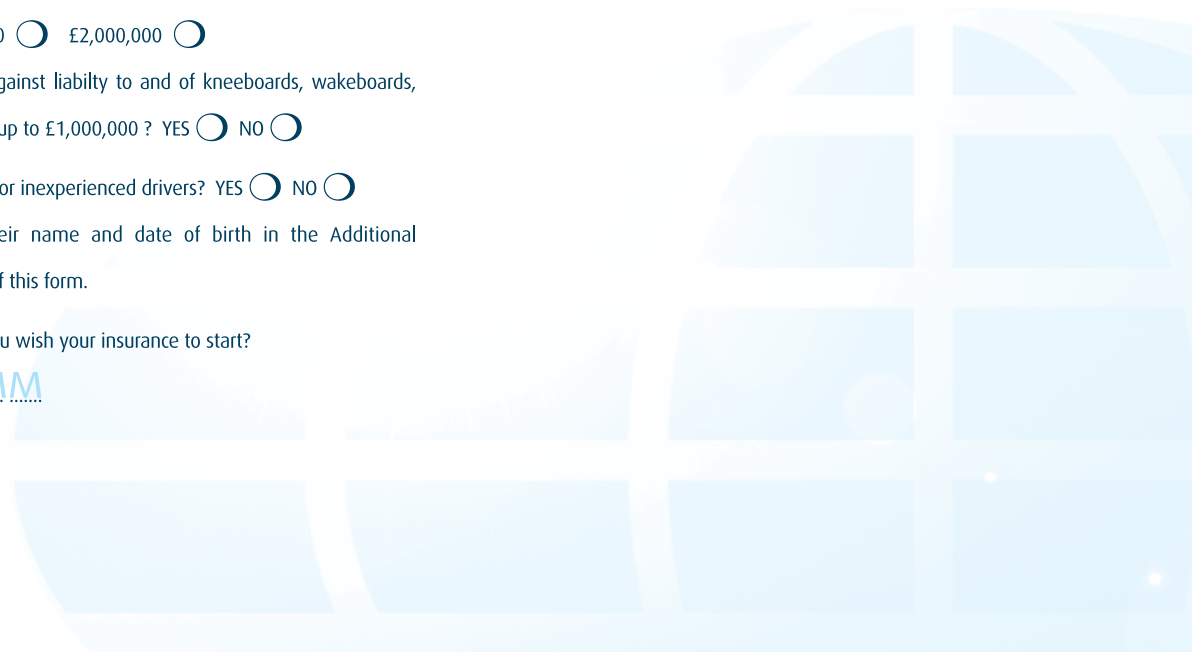 0 £2,000,000
gainst liabilty to and of kneeboards, wakeboards,
up to £1,000,000 ? YES NO
or inexperienced drivers? YES NO
eir name and date of birth in the Additional
f this form.
u wish your insurance to start?
MM